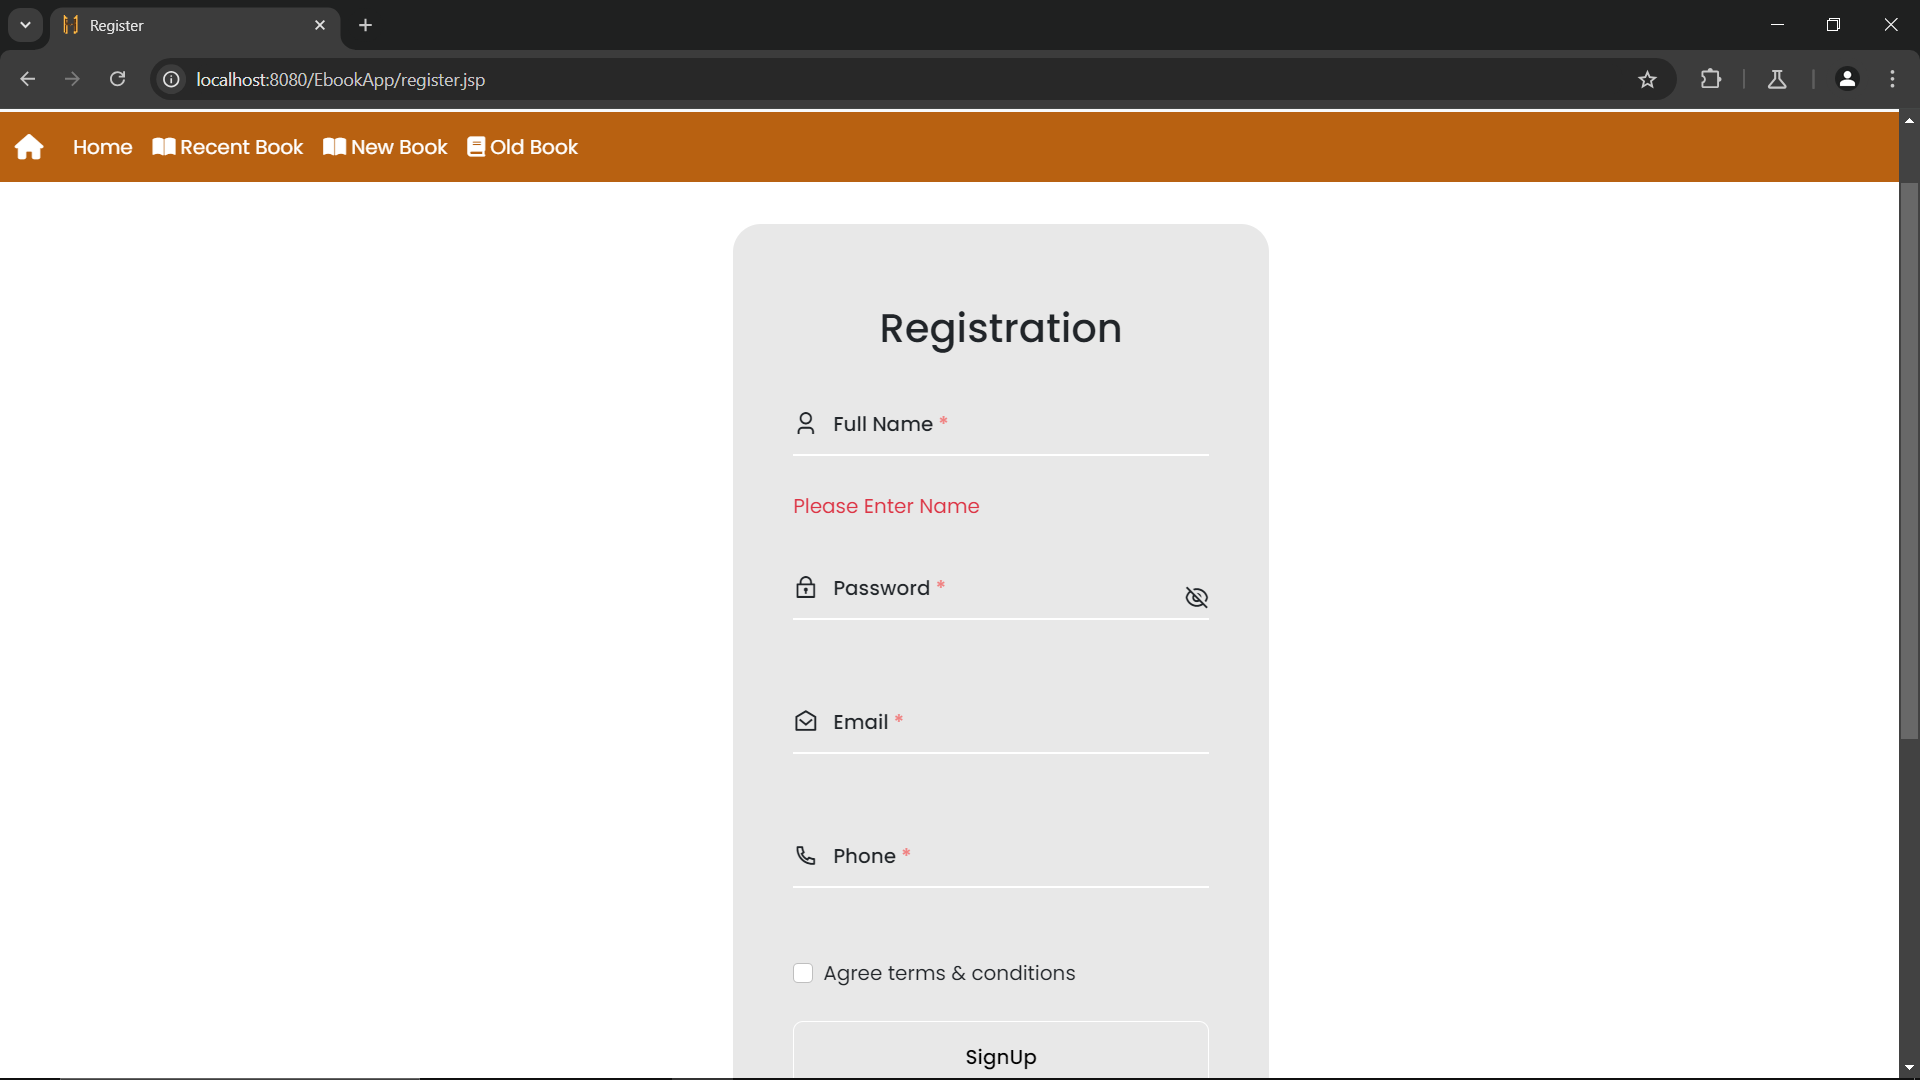 Register
localhost:8080/EbookApp/register.jsp
Home Recent Book New Book Old Book
Registration
Full Name *
Please Enter Name
Password *
Email *
Phone *
Agree terms & conditions
SignUp